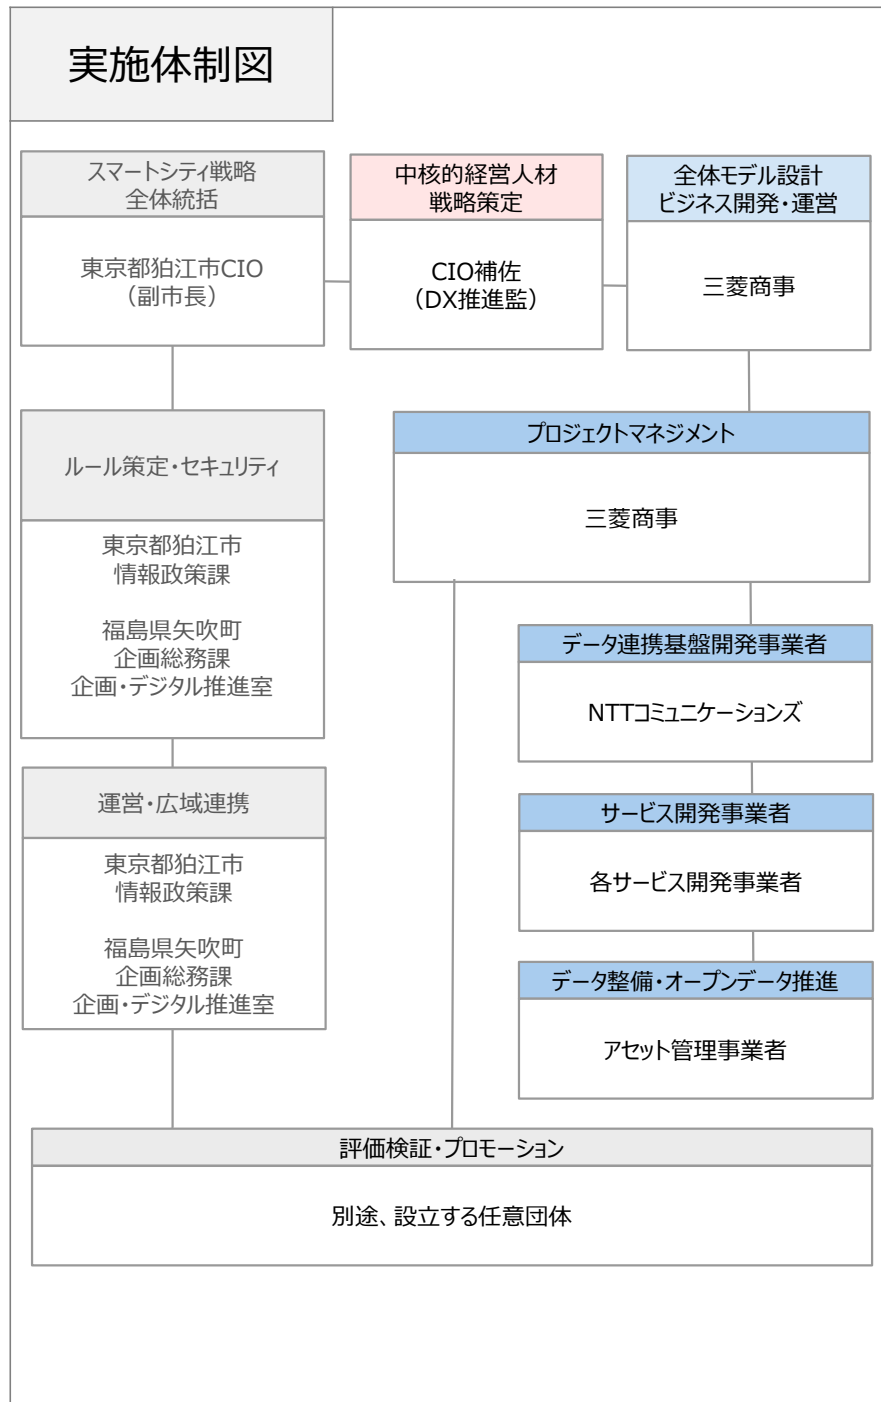 実施体制図
スマートシティ戦略
全体統括
東京都狛江市CIO
（副市長）
中核的経営人材
戦略策定
CIO補佐
（DX推進監）
全体モデル設計
ビジネス開発・運営
三菱商事
ルール策定・セキュリティ
東京都狛江市
情報政策課
福島県矢吹町
企画総務課
企画・デジタル推進室
プロジェクトマネジメント
三菱商事
データ連携基盤開発事業者
NTTコミュニケーションズ
運営・広域連携
東京都狛江市
情報政策課
福島県矢吹町
企画総務課
企画・デジタル推進室
サービス開発事業者
各サービス開発事業者
データ整備・オープンデータ推進
アセット管理事業者
評価検証・プロモーション
別途、設立する任意団体